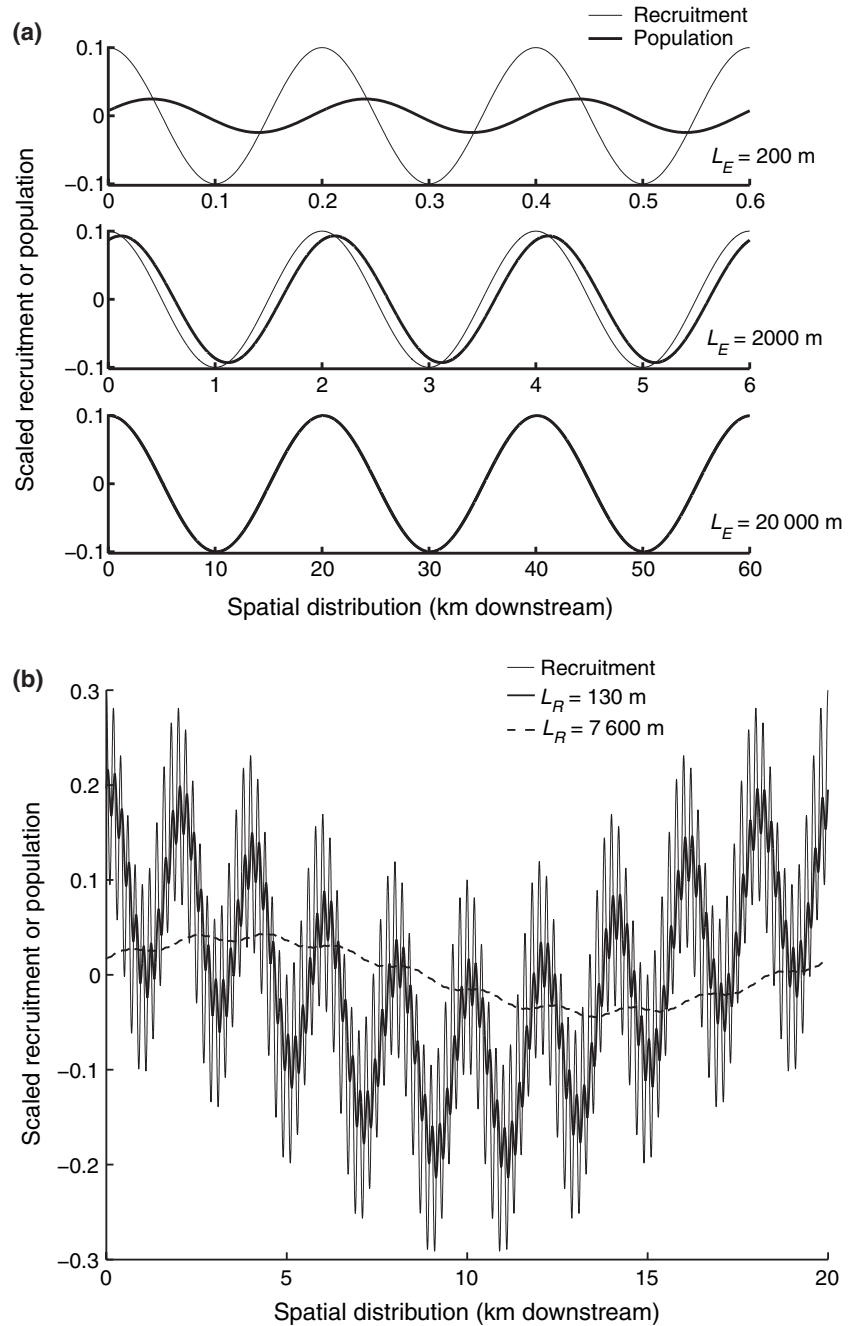 (a)
Recruitment
Population
0.1
0
−0.1
L_E = 200 m
0 0.1 0.2 0.3 0.4 0.5 0.6
0.1
0
−0.1
L_E = 2000 m
0 1 2 3 4 5 6
0.1
0
−0.1
L_E = 20 000 m
0 10 20 30 40 50 60
Scaled recruitment or population
Spatial distribution (km downstream)
(b)
Recruitment
L_R = 130 m
L_R = 7 600 m
0.3
0.2
0.1
0
−0.1
−0.2
−0.3
0 5 10 15 20
Scaled recruitment or population
Spatial distribution (km downstream)